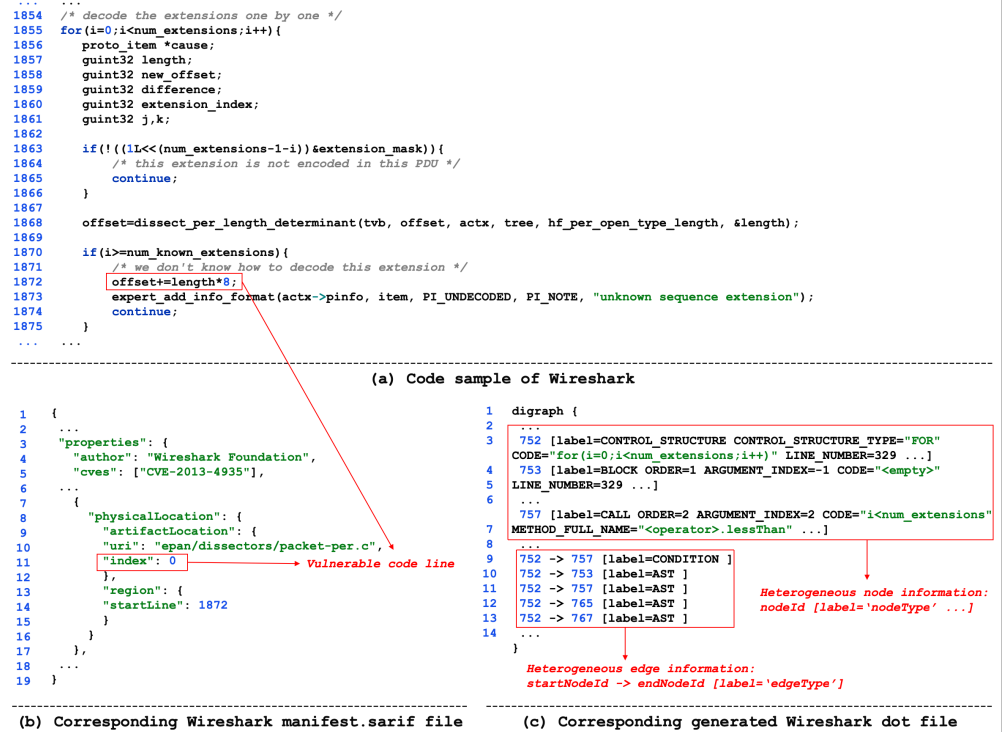 ... ...
1854 /* decode the extensions one by one */
1855 for(i=0;i<num_extensions;i++){
1856 proto_item *cause;
1857 guint32 length;
1858 guint32 new_offset;
1859 guint32 difference;
1860 guint32 extension_index;
1861 guint32 j,k;
1862
1863 if(!((1L<<(num_extensions-1-i))&extension_mask)){
1864 /* this extension is not encoded in this PDU */
1865 continue;
1866 }
1867
1868 offset=dissect_per_length_determinant(tvb, offset, actx, tree, hf_per_open_type_length, &length);
1869
1870 if(i>=num_known_extensions){
1871 /* we don't know how to decode this extension */
1872 offset+=length*8;
1873 expert_add_info_format(actx->pinfo, item, PI_UNDECODED, PI_NOTE, "unknown sequence extension");
1874 continue;
1875 }
... ...
(a) Code sample of Wireshark
1 {
2 ...
3 "properties": {
4 "author": "Wireshark Foundation",
5 "cves": ["CVE-2013-4935"],
6 ...
7 {
8 "physicalLocation": {
9 "artifactLocation": {
10 "uri": "epan/dissectors/packet-per.c",
11 "index": 0
12 },
13 "region": {
14 "startLine": 1872
15 }
16 }
17 },
18 ...
19 }
Vulnerable code line
(b) Corresponding Wireshark manifest.sarif file
1 digraph {
2 ...
3 752 [label=CONTROL_STRUCTURE CONTROL_STRUCTURE_TYPE="FOR"
CODE="for(i=0;i<num_extensions;i++)" LINE_NUMBER=329 ...]
4 753 [label=BLOCK ORDER=1 ARGUMENT_INDEX=-1 CODE="<empty>"
5 LINE_NUMBER=329 ...]
6 ...
757 [label=CALL ORDER=2 ARGUMENT_INDEX=2 CODE="i<num_extensions"
7 METHOD_FULL_NAME="<operator>.lessThan" ...]
8 ...
9 752 -> 757 [label=CONDITION ]
10 752 -> 753 [label=AST ]
11 752 -> 757 [label=AST ]
12 752 -> 765 [label=AST ]
13 752 -> 767 [label=AST ]
14 ...
}
Heterogeneous node information:
nodeId [label='nodeType' ...]
Heterogeneous edge information:
startNodeId -> endNodeId [label='edgeType']
(c) Corresponding generated Wireshark dot file